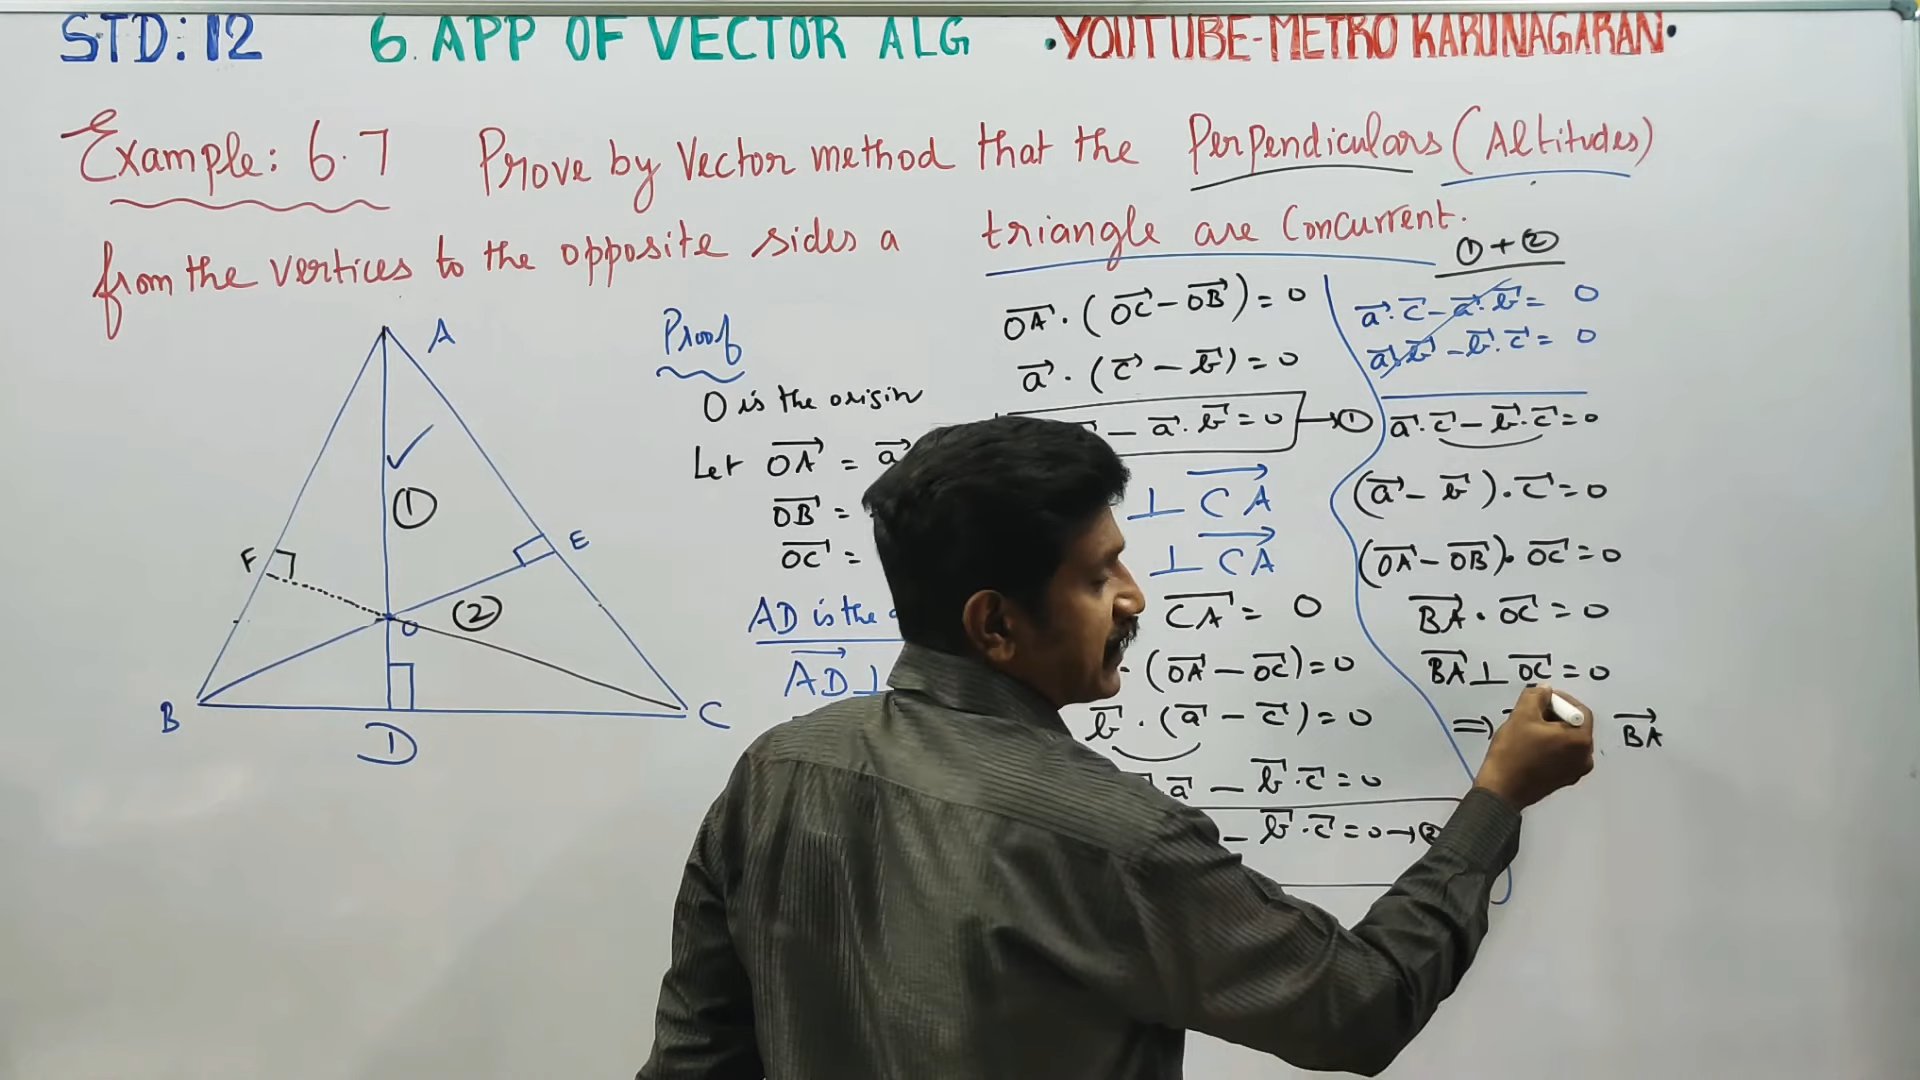 STD: 12 6. APP OF VECTOR ALG •YOUTUBE-METRO KARUNAGARAN•
Example: 6.7 Prove by Vector method that the Perpendiculars (Altitudes)
from the vertices to the opposite sides a triangle are Concurrent.
A
F
E
①
②
O
B
D
C
Proof
O is the origin
Let OA⃗ = a⃗
OB⃗ =
OC⃗ =
AD is the
AD⃗ ⊥
OA⃗ · (OC⃗ – OB⃗) = 0
a⃗ · (c⃗ – b⃗) = 0
– a⃗ · b⃗ = 0 → ①
⊥ CA⃗
⊥ CA⃗
CA⃗ = 0
· (OA⃗ – OC⃗) = 0
b⃗ · (a⃗ – c⃗) = 0
· a⃗ – b⃗ · c⃗ = 0
– b⃗ · c⃗ = 0 → ②
① + ②
a⃗ · c⃗ – a⃗ · b⃗ = 0
a⃗ · b⃗ – b⃗ · c⃗ = 0
a⃗ · c⃗ – b⃗ · c⃗ = 0
(a⃗ – b⃗) · c⃗ = 0
(OA⃗ – OB⃗) · OC⃗ = 0
BA⃗ · OC⃗ = 0
BA⃗ ⊥ OC⃗ = 0
⇒ BA⃗